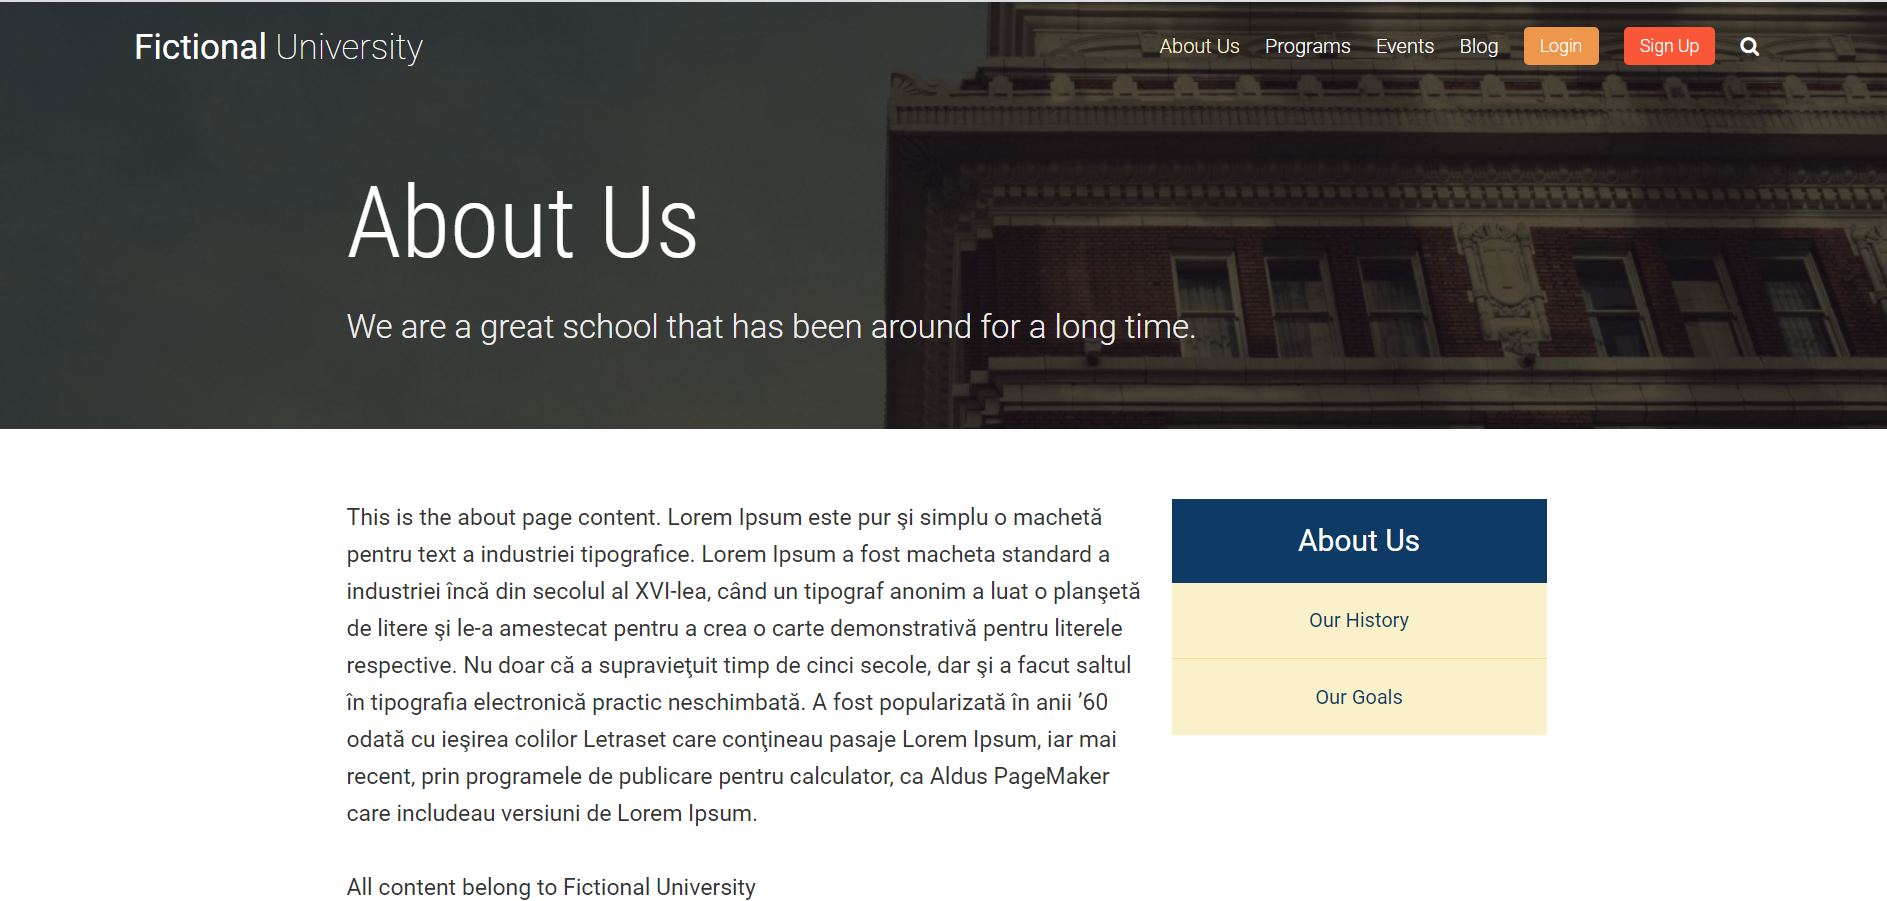 Fictional University
About Us Programs Events Blog Login Sign Up
About Us
We are a great school that has been around for a long time.
This is the about page content. Lorem Ipsum este pur şi simplu o machetă
pentru text a industriei tipografice. Lorem Ipsum a fost macheta standard a
industriei încă din secolul al XVI-lea, când un tipograf anonim a luat o planşetă
de litere şi le-a amestecat pentru a crea o carte demonstrativă pentru literele
respective. Nu doar că a supravieţuit timp de cinci secole, dar şi a facut saltul
în tipografia electronică practic neschimbată. A fost popularizată în anii ’60
odată cu ieşirea colilor Letraset care conţineau pasaje Lorem Ipsum, iar mai
recent, prin programele de publicare pentru calculator, ca Aldus PageMaker
care includeau versiuni de Lorem Ipsum.
All content belong to Fictional University
About Us
Our History
Our Goals